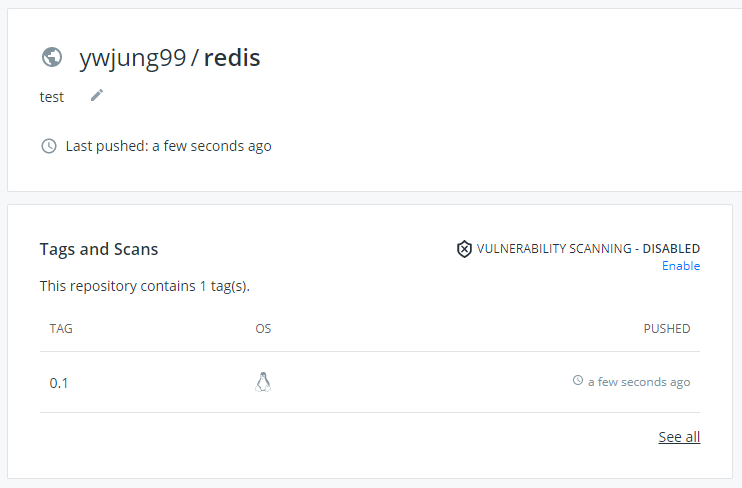 ywjung99 / redis
test
Last pushed: a few seconds ago
Tags and Scans
VULNERABILITY SCANNING - DISABLED
Enable
This repository contains 1 tag(s).
TAG OS PUSHED
0.1 a few seconds ago
See all